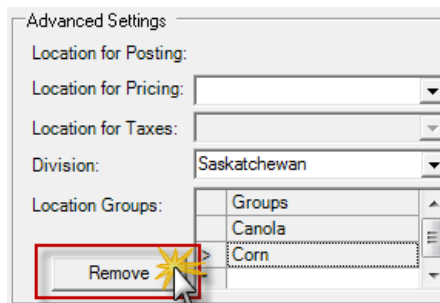 Advanced Settings
Location for Posting:
Location for Pricing:
Location for Taxes:
Division: Saskatchewan
Location Groups: Groups
Canola
> Corn
Remove